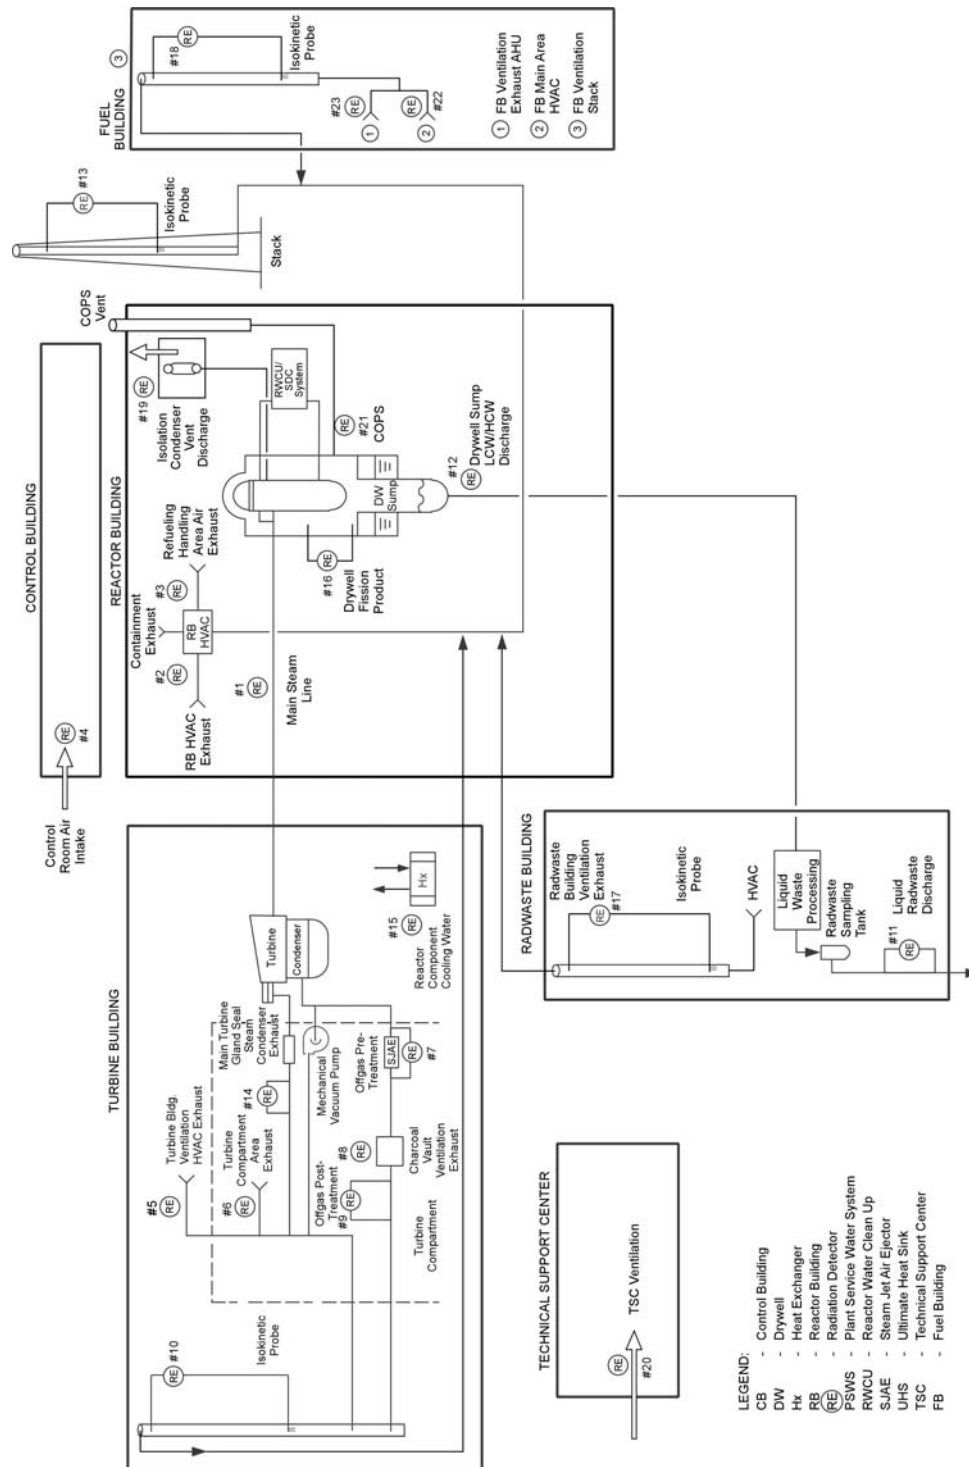 FUEL
BUILDING
3
#18
RE
Isokinetic
Probe
#23
RE
1
RE
#22
2
1 FB Ventilation
Exhaust AHU
2 FB Main Area
HVAC
3 FB Ventilation
Stack
RE #13
Isokinetic
Probe
Stack
COPS
Vent
CONTROL BUILDING
RE
#4
Control
Room Air
Intake
REACTOR BUILDING
#19 RE
Isolation
Condenser
Vent
Discharge
RWCU/
SDC
System
RE
#21
COPS
Refueling
Handling
Area Air
Exhaust
#3
RE
Containment
Exhaust
RB
HVAC
#2
RE
RB HVAC
Exhaust
#1
RE
Main Steam
Line
RE
#16
Drywell
Fission
Product
DW
Sump
#12
RE Drywell Sump
LCW/HCW
Discharge
TURBINE BUILDING
Turbine
Condenser
Hx
#15
RE
Reactor
Component
Cooling Water
Main Turbine
Gland Seal
Steam
Condenser
Exhaust
RE
#14
Mechanical
Vacuum Pump
Offgas Pre-
Treatment
SJAE
RE
#7
Turbine Bldg.
Ventilation
HVAC Exhaust
#5
RE
Turbine
Compartment
Area
Exhaust
#6
RE
#8
RE
Charcoal
Vault
Ventilation
Exhaust
Offgas Post-
Treatment
RE
#9
Turbine
Compartment
RE #10
Isokinetic
Probe
RADWASTE BUILDING
Radwaste
Building
Ventilation
Exhaust
RE
#17
Isokinetic
Probe
HVAC
Liquid
Waste
Processing
Radwaste
Sampling
Tank
#11
RE
Liquid
Radwaste
Discharge
TECHNICAL SUPPORT CENTER
RE
#20
TSC Ventilation
LEGEND:
CB - Control Building
DW - Drywell
Hx - Heat Exchanger
RB - Reactor Building
RE - Radiation Detector
PSWS - Plant Service Water System
RWCU - Reactor Water Clean Up
SJAE - Steam Jet Air Ejector
UHS - Ultimate Heat Sink
TSC - Technical Support Center
FB - Fuel Building